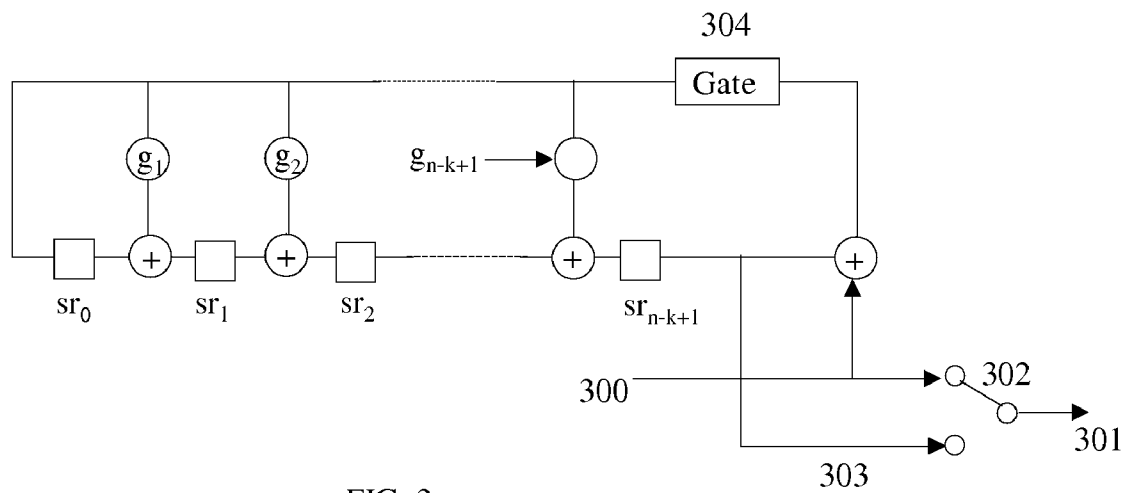 304
Gate
g₁
g₂
gₙ₋ₖ₊₁
+
+
+
+
sr₀
sr₁
sr₂
srₙ₋ₖ₊₁
300
302
301
303